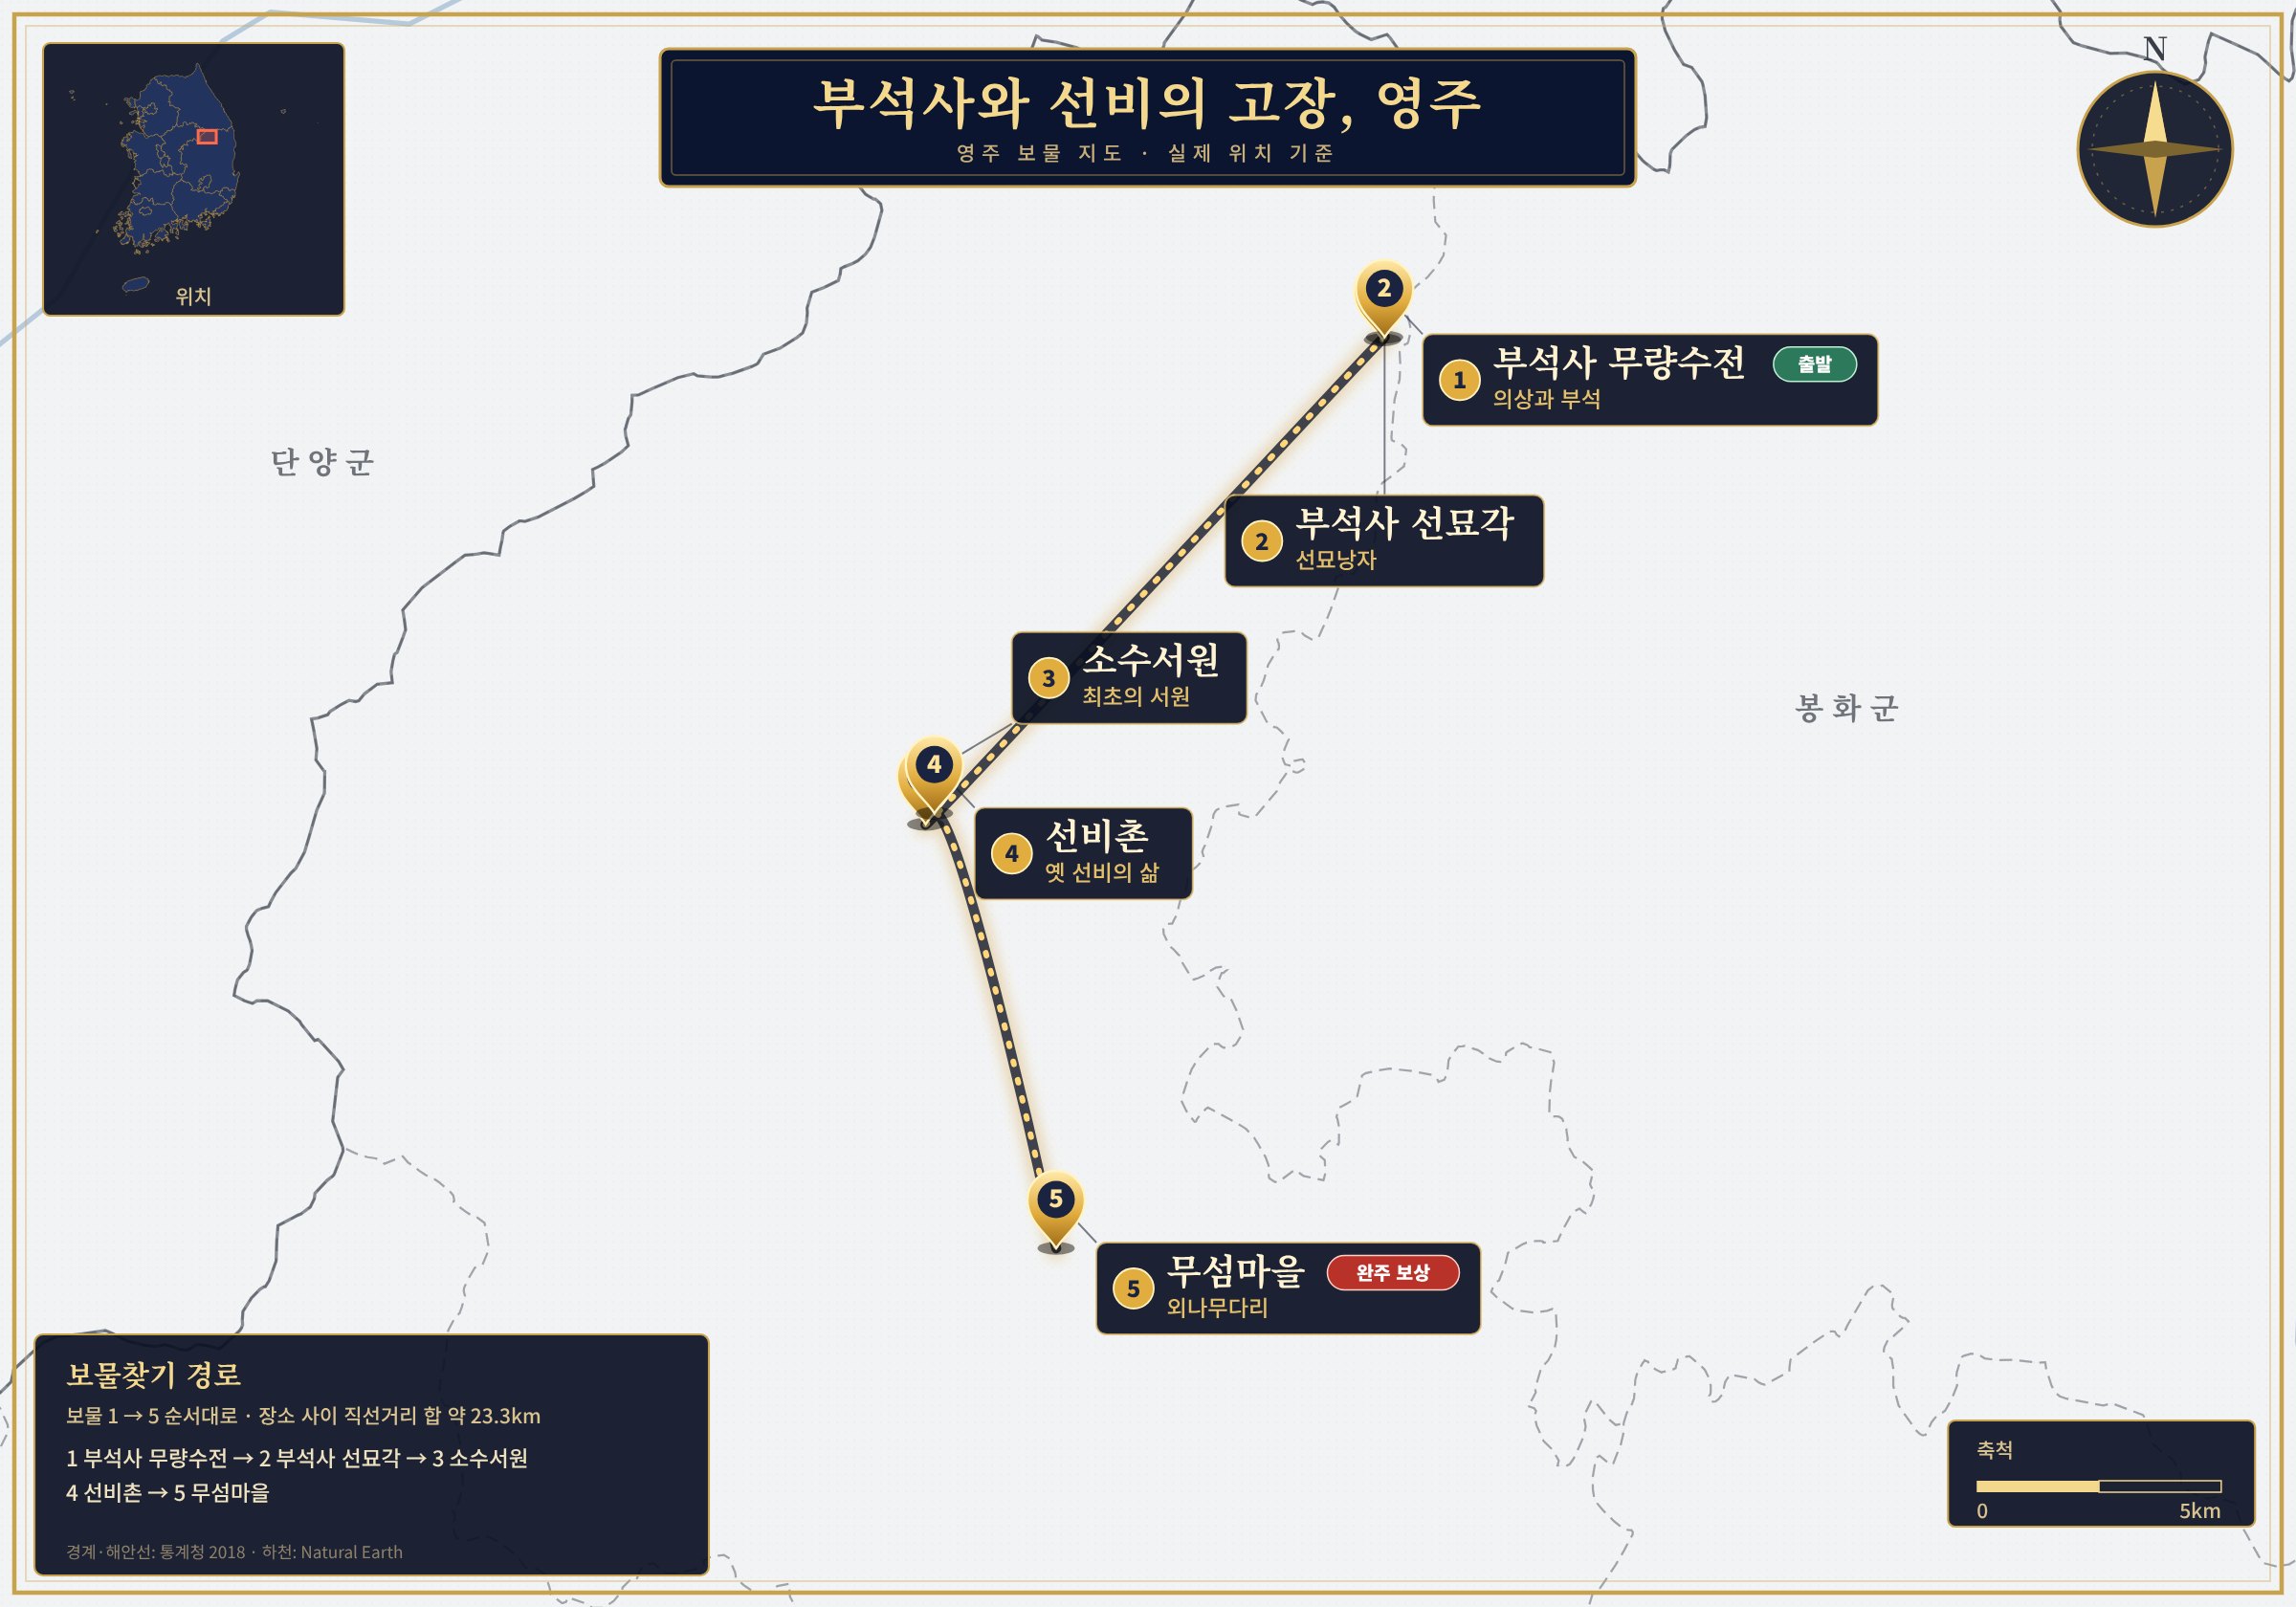 부석사와 선비의 고장, 영주
영주 보물 지도 · 실제 위치 기준
위치
N
단양군
봉화군
2
1 부석사 무량수전 출발
의상과 부석
2 부석사 선묘각
선묘낭자
3 소수서원
최초의 서원
4
4 선비촌
옛 선비의 삶
5
5 무섬마을 완주 보상
외나무다리
보물찾기 경로
보물 1 → 5 순서대로 · 장소 사이 직선거리 합 약 23.3km
1 부석사 무량수전 → 2 부석사 선묘각 → 3 소수서원
4 선비촌 → 5 무섬마을
경계·해안선: 통계청 2018 · 하천: Natural Earth
축척
0 5km